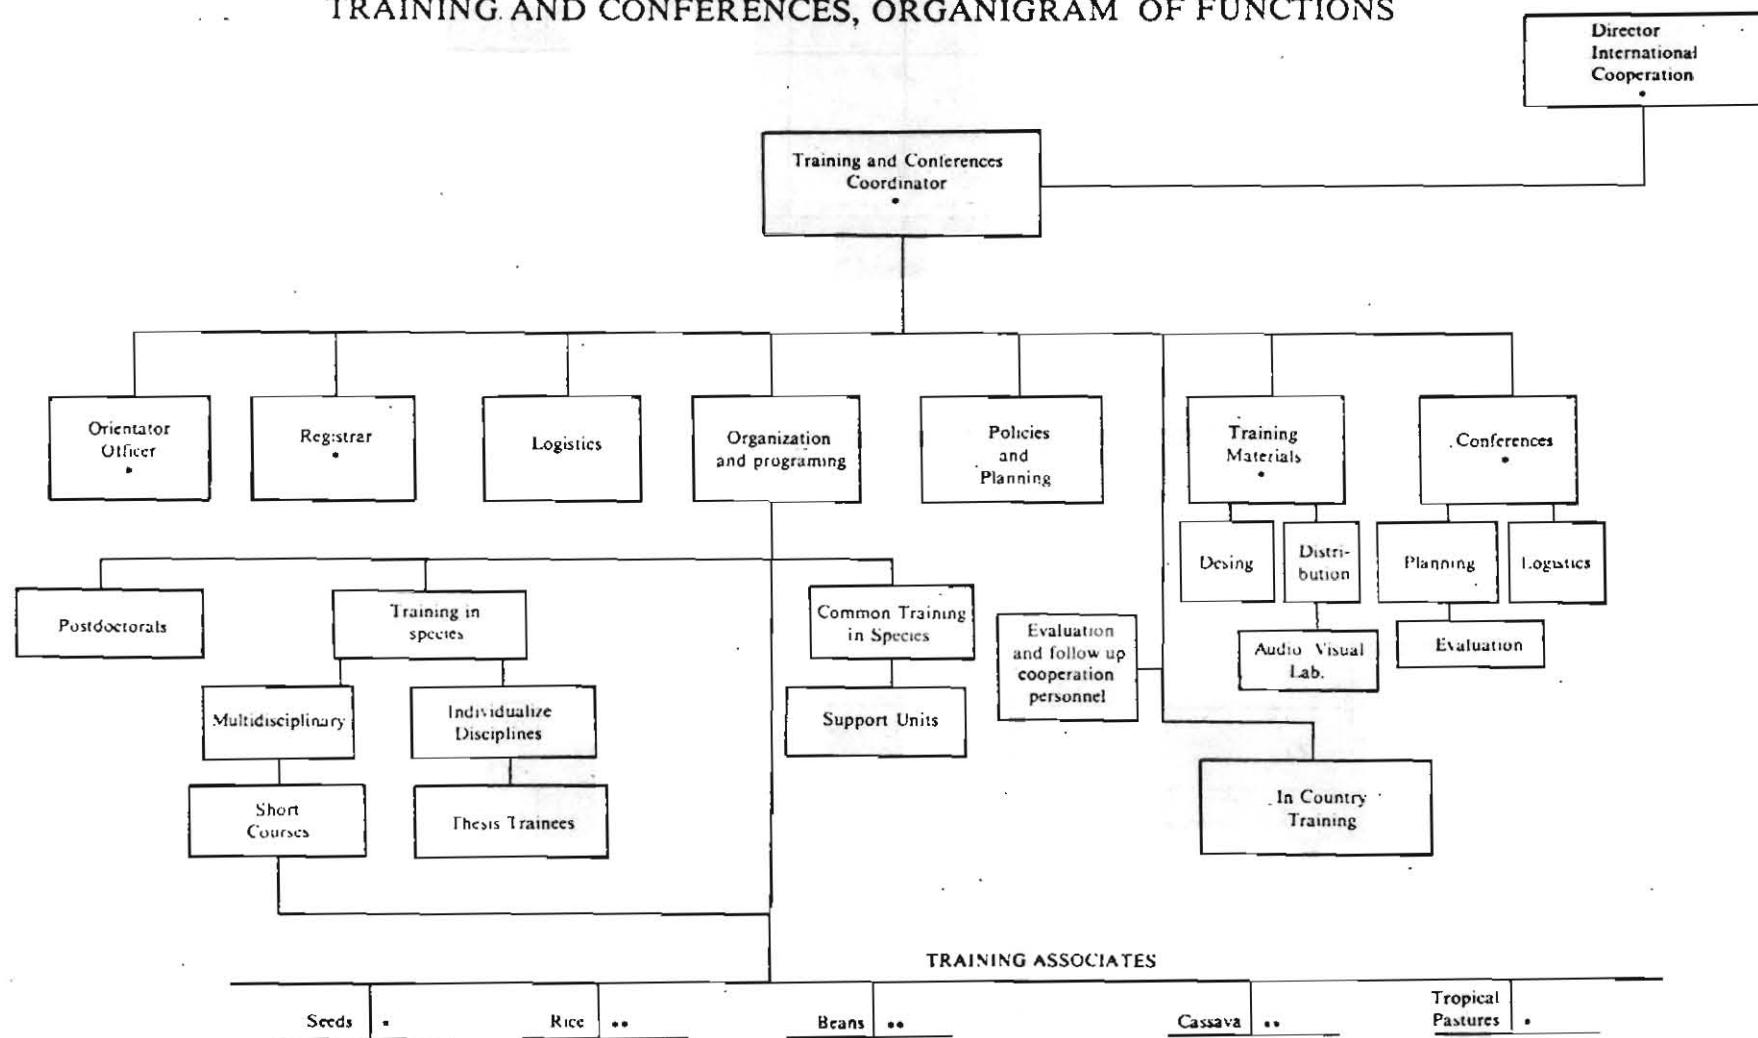 TRAINING AND CONFERENCES, ORGANIGRAM OF FUNCTIONS
Director
International
Cooperation
•
Training and Conferences
Coordinator
•
Orientator
Officer
•
Registrar
•
Logistics
Organization
and programing
Policies
and
Planning
Training
Materials
•
Conferences
•
Desing
Distri-
bution
Planning
Logistics
Audio Visual
Lab.
Evaluation
Postdoctorals
Training in
species
Common Training
in Species
Evaluation
and follow up
cooperation
personnel
Multidisciplinary
Individualize
Disciplines
Support Units
Short
Courses
Thesis Trainees
In Country
Training
TRAINING ASSOCIATES
Seeds •
Rice ••
Beans ••
Cassava ••
Tropical
Pastures •